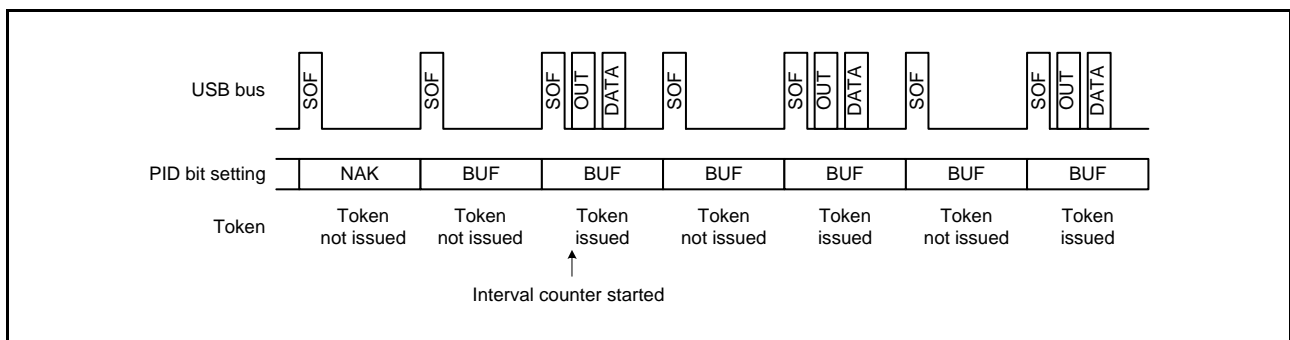 SOF SOF SOF OUT DATA SOF SOF OUT DATA SOF SOF OUT DATA
USB bus
PID bit setting NAK BUF BUF BUF BUF BUF BUF
Token Token Token Token Token Token Token Token
not issued not issued issued not issued issued not issued issued
Interval counter started